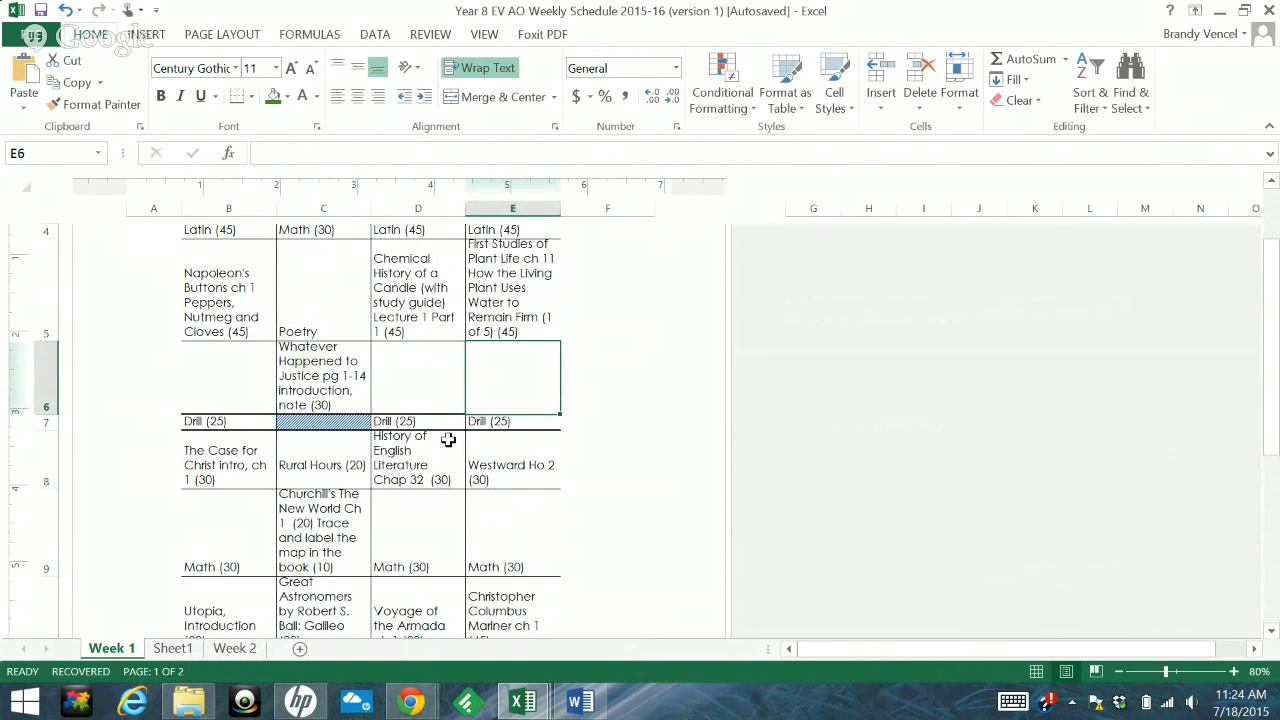 Year 8 EV AO Weekly Schedule 2015-16 (version 1) [Autosaved] - Excel
Google
FILE HOME INSERT PAGE LAYOUT FORMULAS DATA REVIEW VIEW Foxit PDF
Brandy Vencel
Paste
Cut
Copy
Format Painter
Clipboard
Century Gothic 11
B I U
Font
Wrap Text
Merge & Center
Alignment
General
$ % ,
Number
Conditional Formatting
Format as Table
Cell Styles
Styles
Insert
Delete
Format
Cells
AutoSum
Fill
Clear
Sort & Filter
Find & Select
Editing
E6
fx
1 2 3 4 5 6 7
A B C D E F G H I J K L M N O
4
Latin (45)
Math (30)
Latin (45)
Latin (45)
5
Napoleon's
Buttons ch 1
Peppers,
Nutmeg and
Cloves (45)
Poetry
Chemical
History of a
Candle (with
study guide)
Lecture 1 Part
1 (45)
First Studies of
Plant Life ch 11
How the Living
Plant Uses
Water to
Remain Firm (1
of 5) (45)
6
Whatever
Happened to
Justice pg 1-14
introduction,
note (30)
7
Drill (25)
Drill (25)
Drill (25)
8
The Case for
Christ intro, ch
1 (30)
Rural Hours (20)
History of
English
Literature
Chap 32 (30)
Westward Ho 2
(30)
9
Math (30)
Churchill's The
New World Ch
1 (20) Trace
and label the
map in the
book (10)
Math (30)
Math (30)
Utopia,
Introduction
Great
Astronomers
by Robert S.
Ball: Galileo
Voyage of
the Armada
Christopher
Columbus
Mariner ch 1
Week 1 Sheet1 Week 2
READY RECOVERED PAGE: 1 OF 2
80%
11:24 AM
7/18/2015